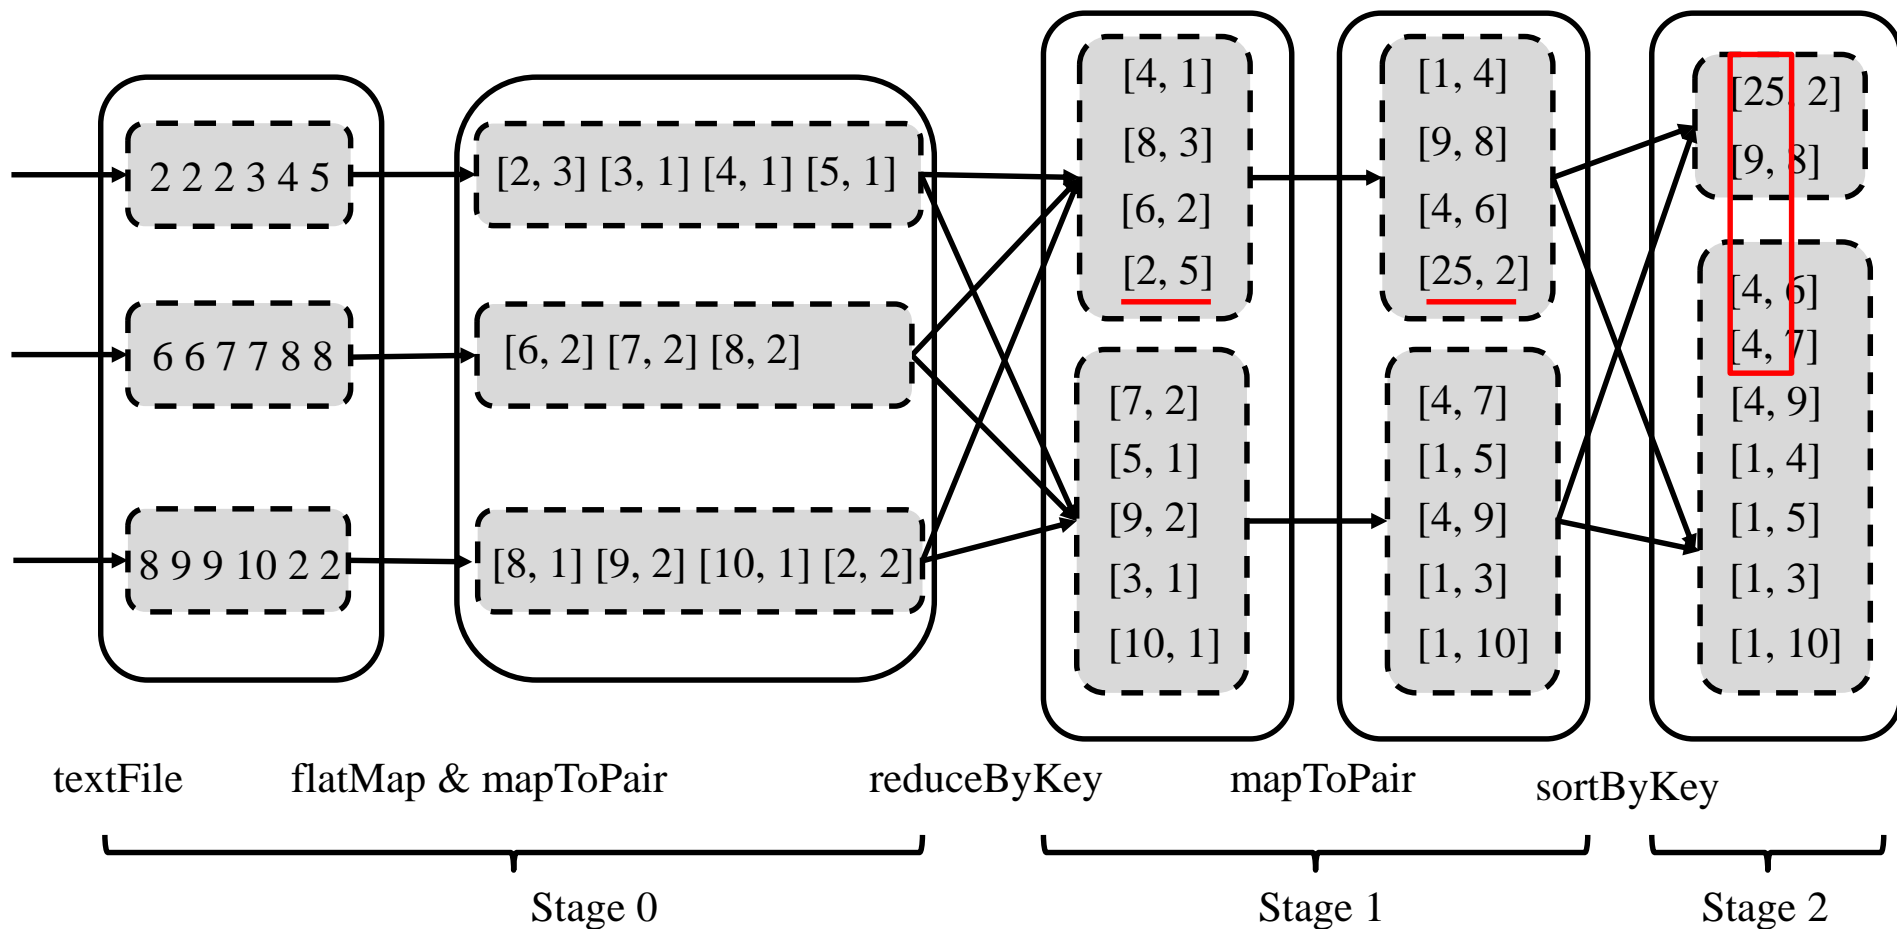 2 2 2 3 4 5
6 6 7 7 8 8
8 9 9 10 2 2
[2, 3] [3, 1] [4, 1] [5, 1]
[6, 2] [7, 2] [8, 2]
[8, 1] [9, 2] [10, 1] [2, 2]
[4, 1]
[8, 3]
[6, 2]
[2, 5]
[7, 2]
[5, 1]
[9, 2]
[3, 1]
[10, 1]
[1, 4]
[9, 8]
[4, 6]
[25, 2]
[4, 7]
[1, 5]
[4, 9]
[1, 3]
[1, 10]
[25, 2]
[9, 8]
[4, 6]
[4, 7]
[4, 9]
[1, 4]
[1, 5]
[1, 3]
[1, 10]
textFile
flatMap & mapToPair
reduceByKey
mapToPair
sortByKey
Stage 0
Stage 1
Stage 2